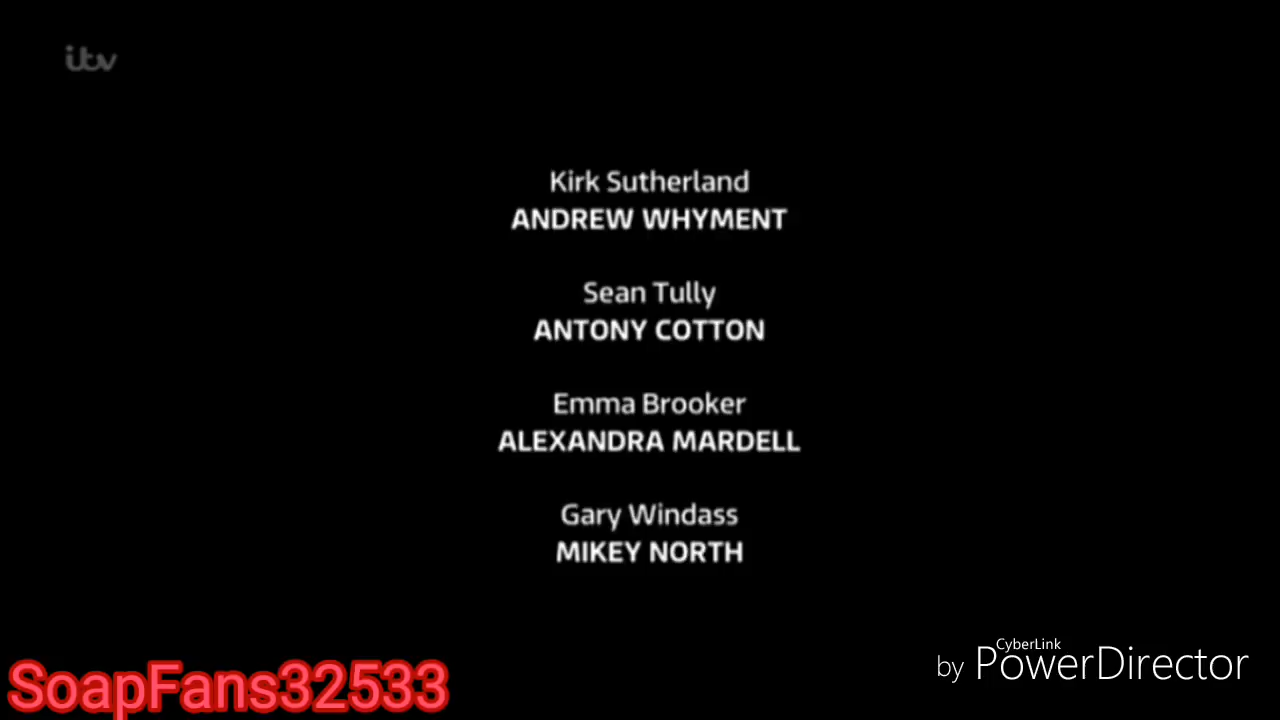 itv
Kirk Sutherland
ANDREW WHYMENT
Sean Tully
ANTONY COTTON
Emma Brooker
ALEXANDRA MARDELL
Gary Windass
MIKEY NORTH
SoapFans32533
CyberLink
by PowerDirector